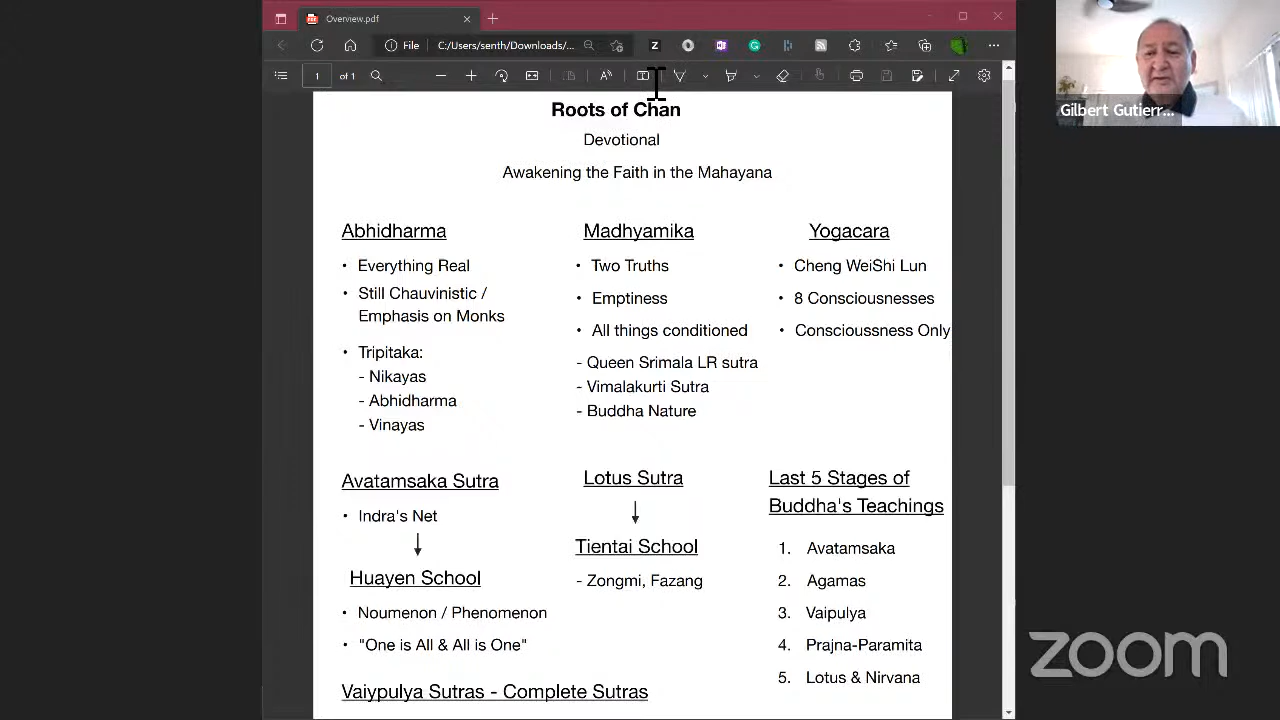 Overview.pdf
File
C:/Users/senth/Downloads/...
1
of 1
Roots of Chan
Devotional
Awakening the Faith in the Mahayana
Abhidharma
• Everything Real
• Still Chauvinistic /
Emphasis on Monks
• Tripitaka:
- Nikayas
- Abhidharma
- Vinayas
Madhyamika
• Two Truths
• Emptiness
• All things conditioned
- Queen Srimala LR sutra
- Vimalakurti Sutra
- Buddha Nature
Yogacara
• Cheng WeiShi Lun
• 8 Consciousnesses
• Conscioussness Only
Avatamsaka Sutra
• Indra's Net
Huayen School
• Noumenon / Phenomenon
• "One is All & All is One"
Lotus Sutra
Tientai School
- Zongmi, Fazang
Last 5 Stages of
Buddha's Teachings
1. Avatamsaka
2. Agamas
3. Vaipulya
4. Prajna-Paramita
5. Lotus & Nirvana
Vaiypulya Sutras - Complete Sutras
Gilbert Gutierr...
zoom